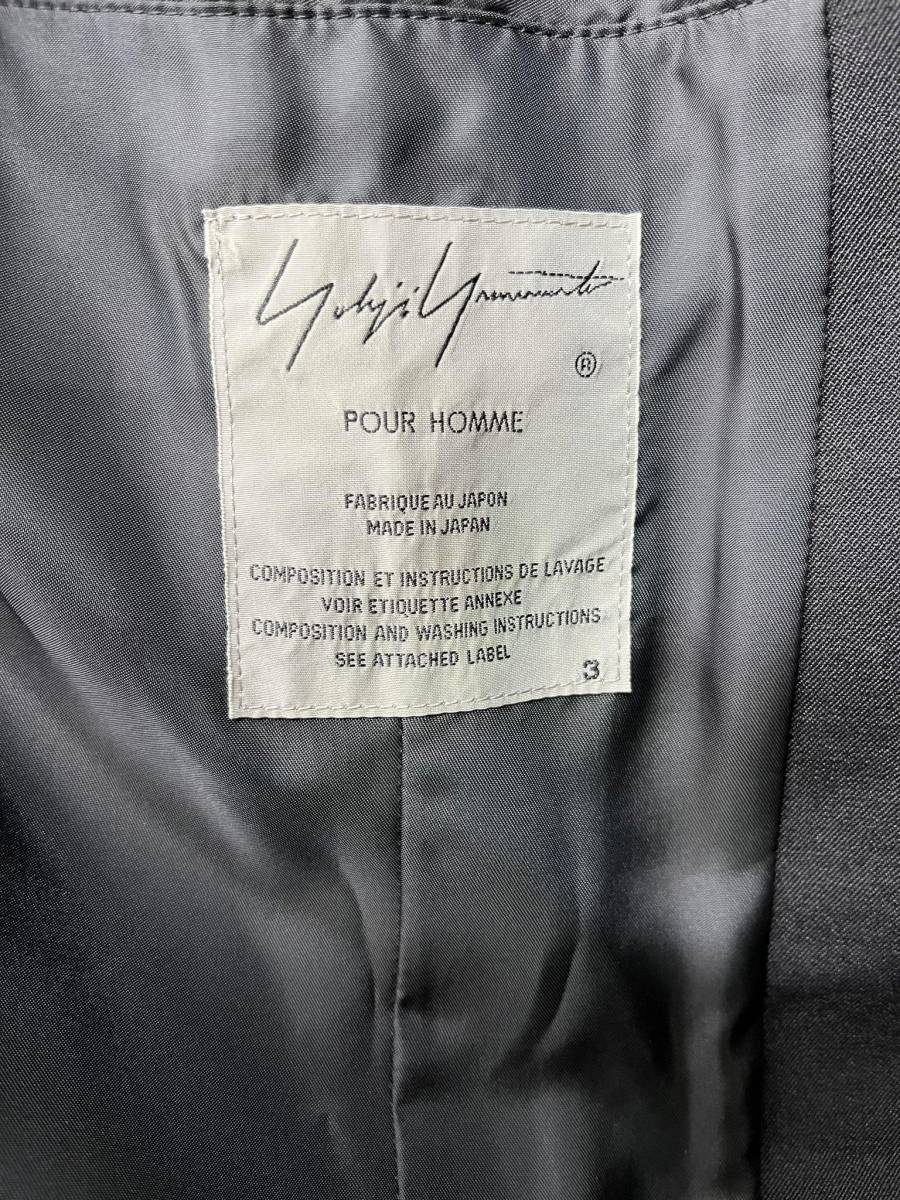 Yohji Yamamoto
®
POUR HOMME
FABRIQUE AU JAPON
MADE IN JAPAN
COMPOSITION ET INSTRUCTIONS DE LAVAGE
VOIR ETIQUETTE ANNEXE
COMPOSITION AND WASHING INSTRUCTIONS
SEE ATTACHED LABEL
3